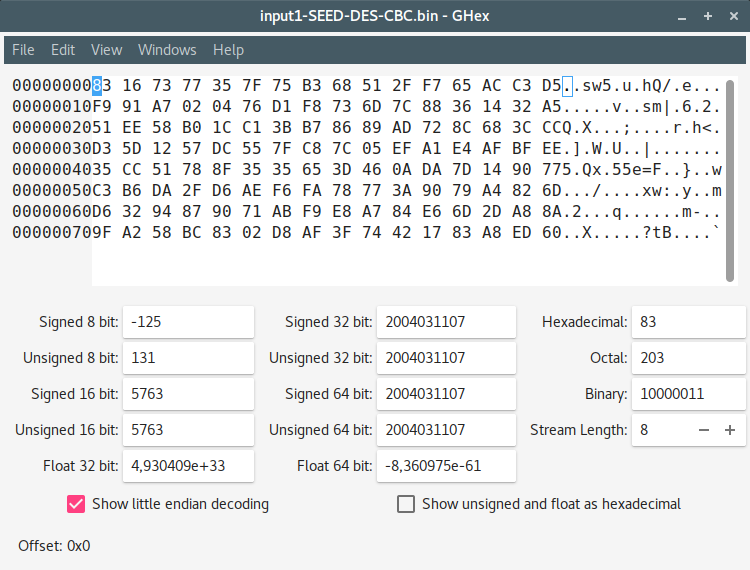 input1-SEED-DES-CBC.bin - GHex
File Edit View Windows Help
00000000 83 16 73 77 35 7F 75 B3 68 51 2F F7 65 AC C3 D5 ..sw5.u.hQ/.e...
00000010 F9 91 A7 02 04 76 D1 F8 73 6D 7C 88 36 14 32 A5 .....v..sm|.6.2.
00000020 51 EE 58 B0 1C C1 3B B7 86 89 AD 72 8C 68 3C CC Q.X...;....r.h<.
00000030 D3 5D 12 57 DC 55 7F C8 7C 05 EF A1 E4 AF BF EE .].W.U..|.......
00000040 35 CC 51 78 8F 35 35 65 3D 46 0A DA 7D 14 90 77 5.Qx.55e=F..}..w
00000050 C3 B6 DA 2F D6 AE F6 FA 78 77 3A 90 79 A4 82 6D .../....xw:.y..m
00000060 D6 32 94 87 90 71 AB F9 E8 A7 84 E6 6D 2D A8 8A .2...q......m-..
00000070 9F A2 58 BC 83 02 D8 AF 3F 74 42 17 83 A8 ED 60 ..X.....?tB....`
Signed 8 bit: -125 Signed 32 bit: 2004031107 Hexadecimal: 83
Unsigned 8 bit: 131 Unsigned 32 bit: 2004031107 Octal: 203
Signed 16 bit: 5763 Signed 64 bit: 2004031107 Binary: 10000011
Unsigned 16 bit: 5763 Unsigned 64 bit: 2004031107 Stream Length: 8
Float 32 bit: 4,930409e+33 Float 64 bit: -8,360975e-61
Show little endian decoding Show unsigned and float as hexadecimal
Offset: 0x0